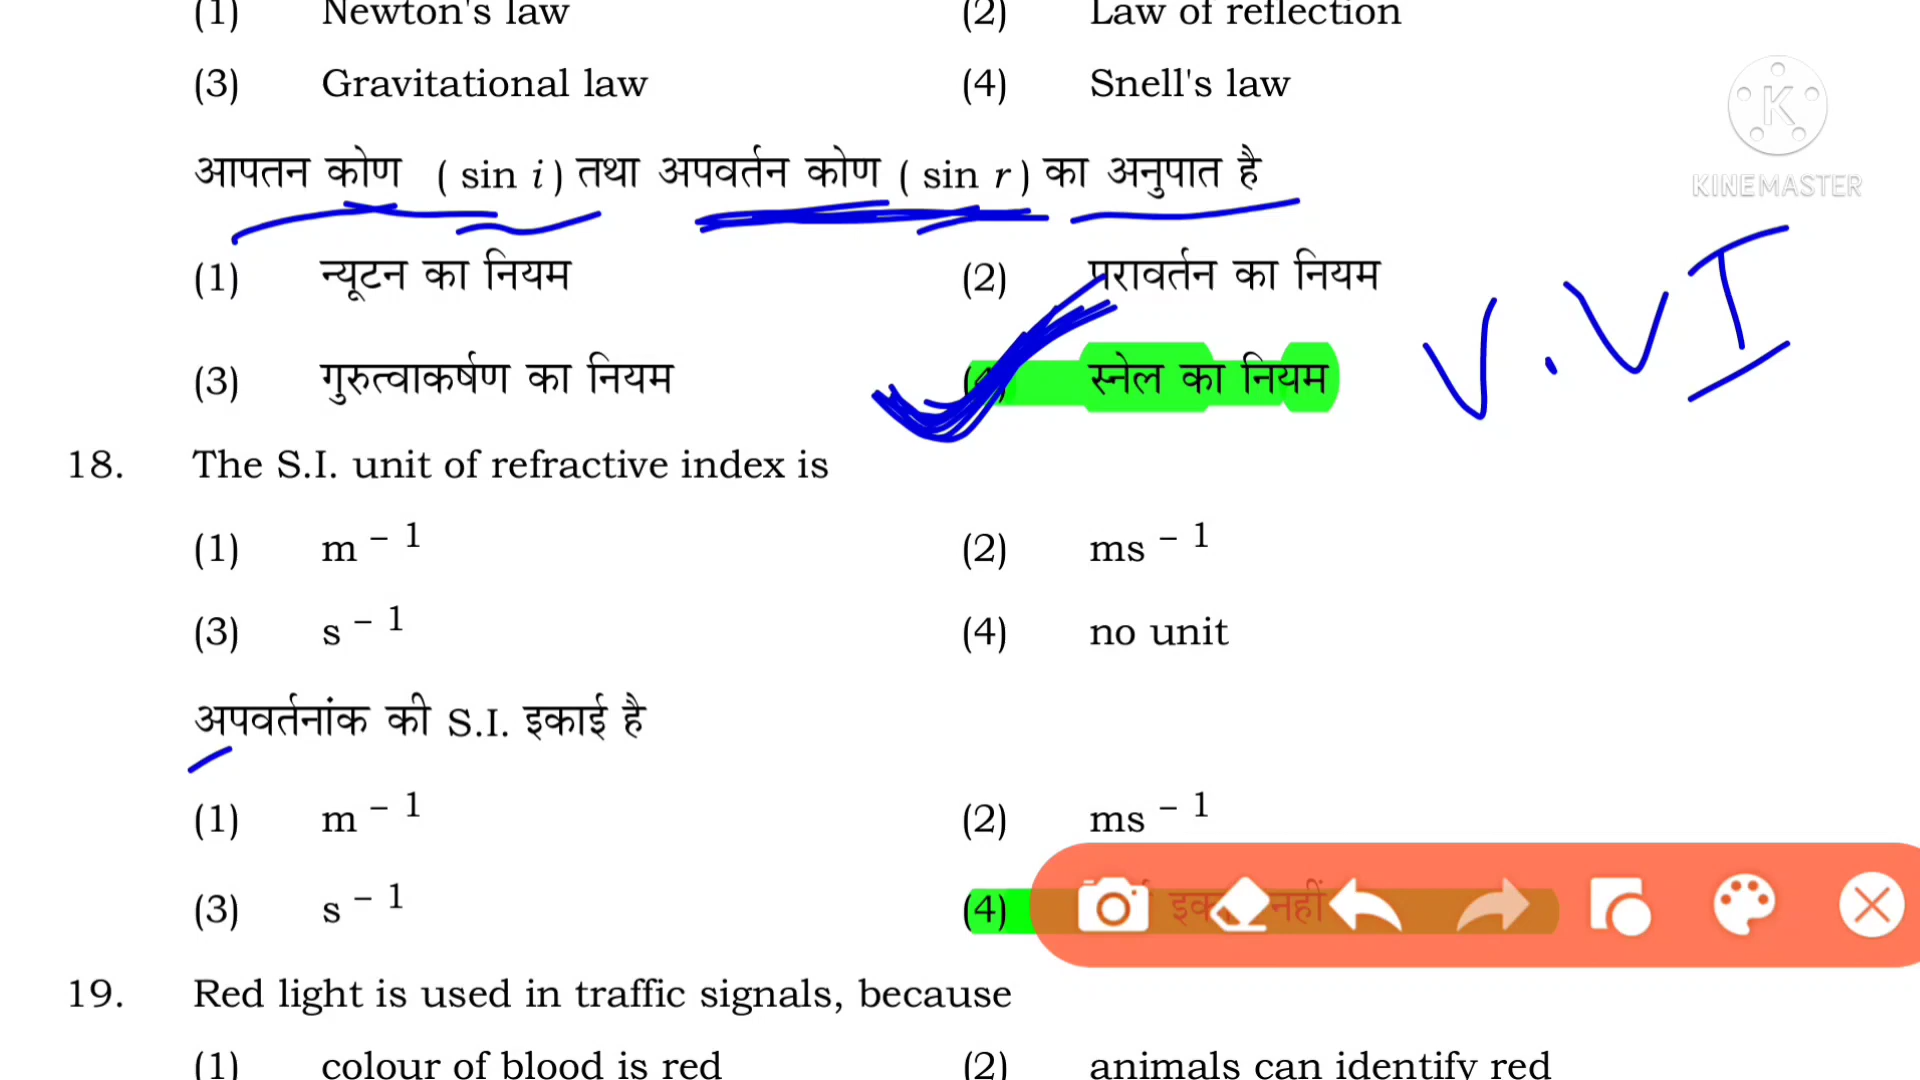 (1) Newton's law (2) Law of reflection
(3) Gravitational law (4) Snell's law
K
KINEMASTER
आपतन कोण ( sin i ) तथा अपवर्तन कोण ( sin r ) का अनुपात है
(1) न्यूटन का नियम (2) परावर्तन का नियम
V.VI
(3) गुरुत्वाकर्षण का नियम (4) स्नेल का नियम
18. The S.I. unit of refractive index is
(1) m⁻¹ (2) ms⁻¹
(3) s⁻¹ (4) no unit
अपवर्तनांक की S.I. इकाई है
(1) m⁻¹ (2) ms⁻¹
(3) s⁻¹ (4) नहीं
19. Red light is used in traffic signals, because
(1) colour of blood is red (2) animals can identify red